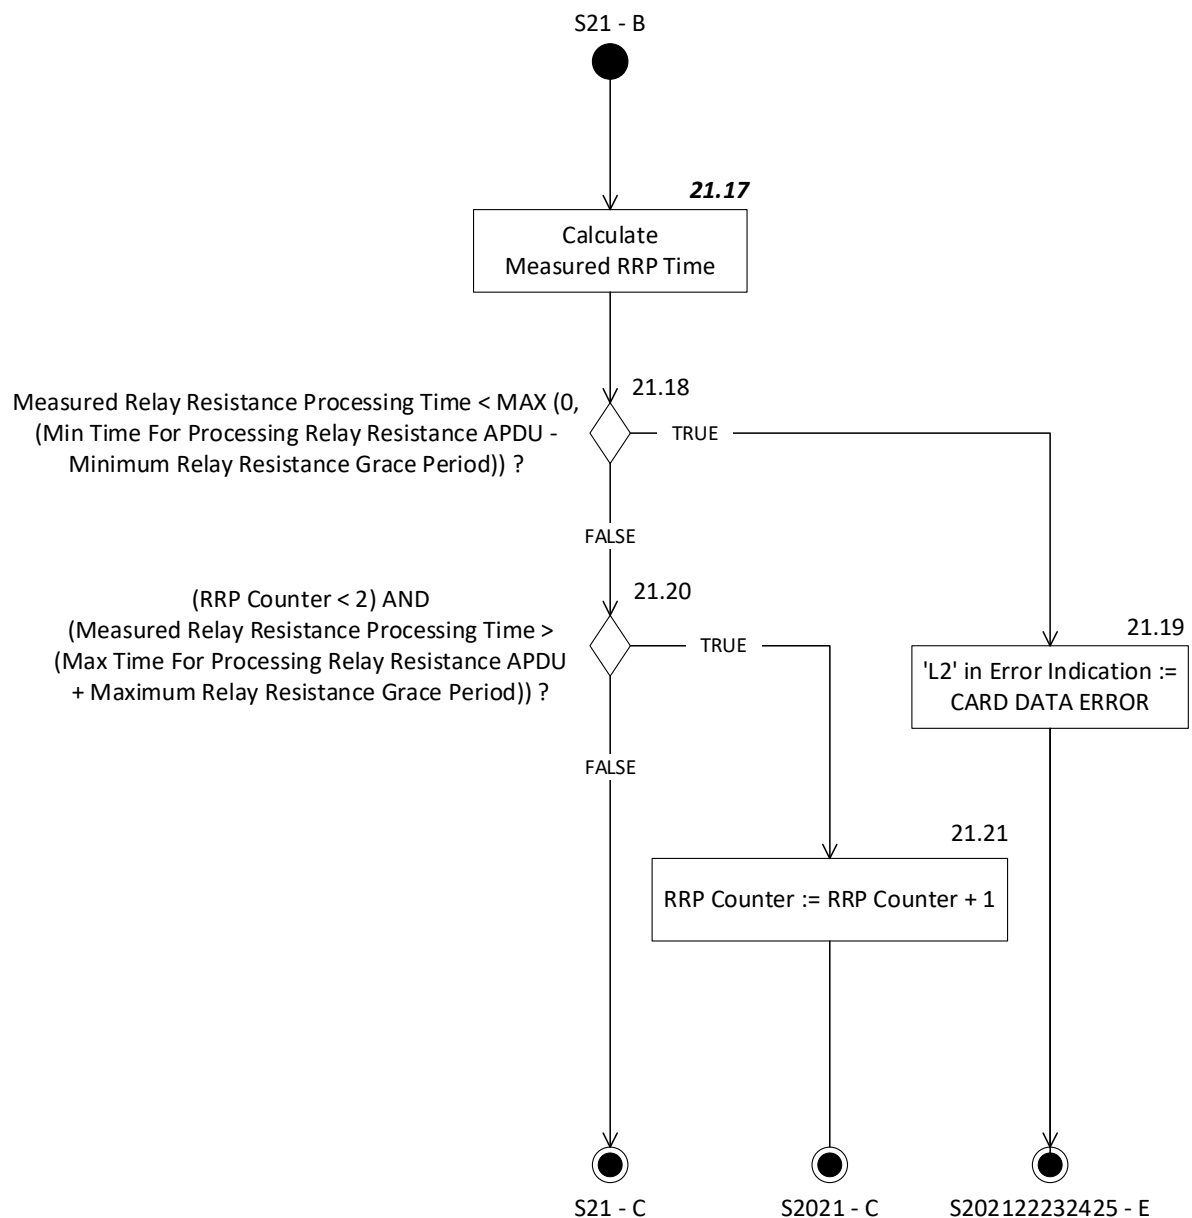 S21 - B
21.17
Calculate
Measured RRP Time
21.18
Measured Relay Resistance Processing Time < MAX (0,
(Min Time For Processing Relay Resistance APDU -
Minimum Relay Resistance Grace Period)) ?
TRUE
FALSE
21.20
(RRP Counter < 2) AND
(Measured Relay Resistance Processing Time >
(Max Time For Processing Relay Resistance APDU
+ Maximum Relay Resistance Grace Period)) ?
TRUE
21.19
'L2' in Error Indication :=
CARD DATA ERROR
FALSE
21.21
RRP Counter := RRP Counter + 1
S21 - C
S2021 - C
S202122232425 - E